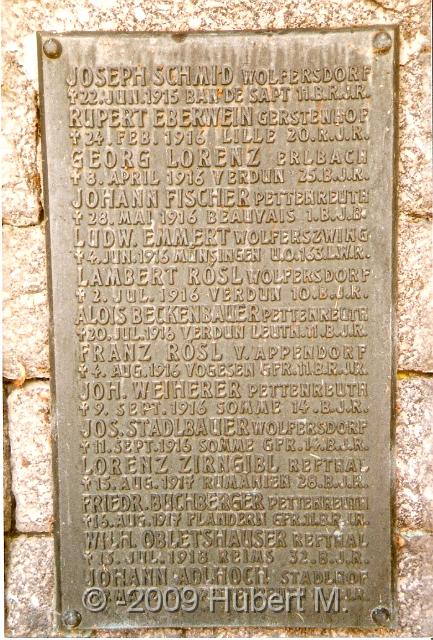 JOSEPH SCHMID WOLFERSDORF
†22.JUN.1915 BAN DE SAPT 11.B.R.J.R.
RUPERT EBERWEIN GERSTENHOF
†24. FEB. 1916 LILLE 20.R.J.R.
GEORG LORENZ ERLBACH
†8. APRIL 1916 VERDUN 25.B.J.R.
JOHANN FISCHER PETTENREUTH
†28. MAI 1916 BEAUVAIS 1.B.J.B.
LUDW. EMMERT WOLFERSZWING
†4.JUN.1916 MÜNSINGEN U.O.163.L.W.R.
LAMBERT RÖSL WOLFERSDORF
†2. JUL. 1916 VERDUN 10.B.J.R.
ALOIS BECKENBAUER PETTENREUTH
†20.JUL.1916 VERDUN LEUTN.11.B.J.R.
FRANZ RÖSL V. APPENDORF
†4. AUG. 1916 VOGESEN GFR.11.B.R.J.R.
JOH. WEIHERER PETTENREUTH
†9. SEPT. 1916 SOMME 14.B.J.R.
JOS. STADLBAUER WOLFERSDORF
†11.SEPT.1916 SOMME GFR.14.B.J.R.
LORENZ ZIRNGIBL REFTHAL
†15. AUG. 1917 RUMÄNIEN 28.B.J.R.
FRIEDR. BUCHBERGER PETTENREUTH
†16.AUG.1917 FLANDERN GFR.11.B.R.J.R.
WILH. OBLETSHAUSER REFTHAL
†15. JUL. 1918 REIMS 32.B.J.R.
JOHANN ADLHOCH STADLHOF
© -2009 Hubert M.